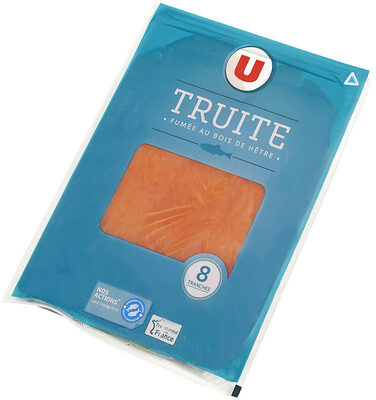 U
TRUITE
• FUMÉE AU BOIS DE HÊTRE •
8
TRANCHES
NOS
ACTIONS
France